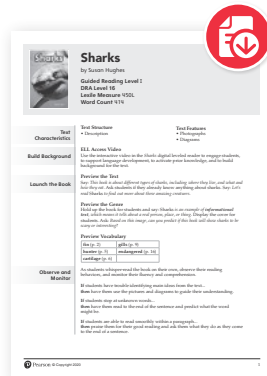 Sharks
by Susan Hughes
Guided Reading Level I
DRA Level 16
Lexile Measure 450L
Word Count 414
Text Characteristics
Text Structure
• Description
Text Features
• Photographs
• Diagrams
Build Background
ELL Access Video
Use the interactive video in the Sharks digital leveled reader to engage students,
to support language development, to activate prior knowledge, and to build
background for the text.
Launch the Book
Preview the Text
Say: This book is about different types of sharks, including where they live, and what and
how they eat. Ask students if they already know anything about sharks. Say: Let's
read Sharks to find out more about these amazing creatures.
Preview the Genre
Hold up the book for students and say: Sharks is an example of informational
text, which means it tells about a real person, place, or thing. Display the cover for
students. Ask: Based on this image, can you predict if this book will show sharks to be
scary or interesting?
Preview Vocabulary
fin (p. 2) gills (p. 9)
hunter (p. 5) endangered (p. 16)
cartilage (p. 6)
Observe and Monitor
As students whisper-read the book on their own, observe their reading
behaviors, and monitor their fluency and comprehension.
If students have trouble identifying main ideas from the text…
then have them use the pictures and diagrams to guide their understanding.
If students stop at unknown words…
then have them read to the end of the sentence and predict what the word
might be.
If students are able to read smoothly within a paragraph…
then praise them for their good reading and ask them what they do as they come
to the end of a sentence.
Pearson © Copyright 2020
1